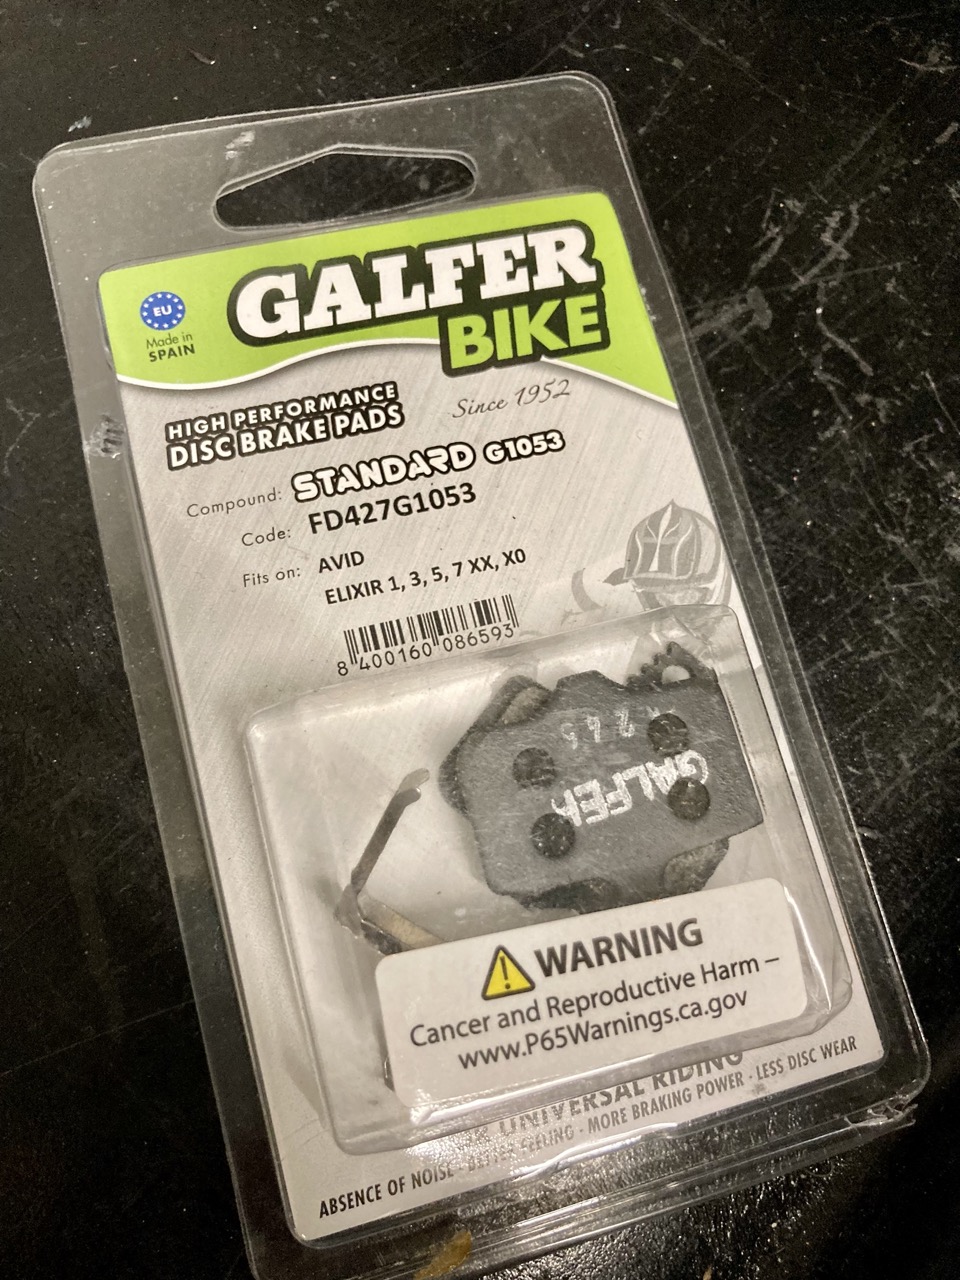 GALFER
BIKE
EU
Made in
SPAIN
Since 1952
HIGH PERFORMANCE
DISC BRAKE PADS
Compound: STANDARD G1053
Code: FD427G1053
Fits on: AVID
ELIXIR 1, 3, 5, 7 XX, X0
8 400160 086593
GALFER
WARNING
Cancer and Reproductive Harm –
www.P65Warnings.ca.gov
UNIVERSAL RIDING
ABSENCE OF NOISE - BETTER FEELING - MORE BRAKING POWER - LESS DISC WEAR